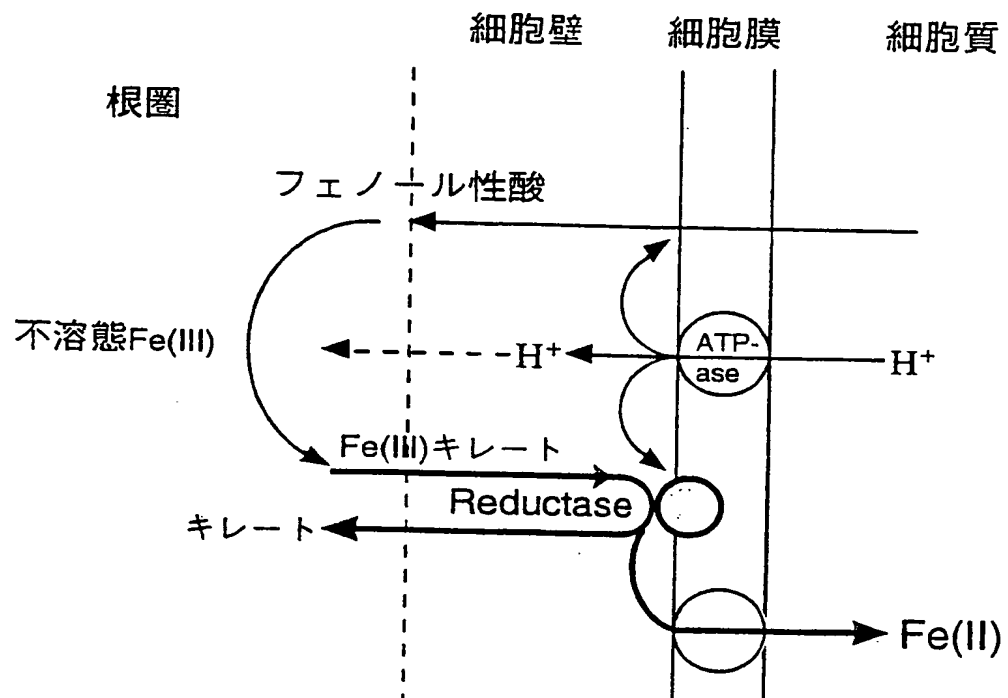 細胞壁
細胞膜
細胞質
根圏
フェノール性酸
不溶態Fe(III)
H⁺
ATP-
ase
H⁺
Fe(III)キレート
Reductase
キレート
Fe(II)